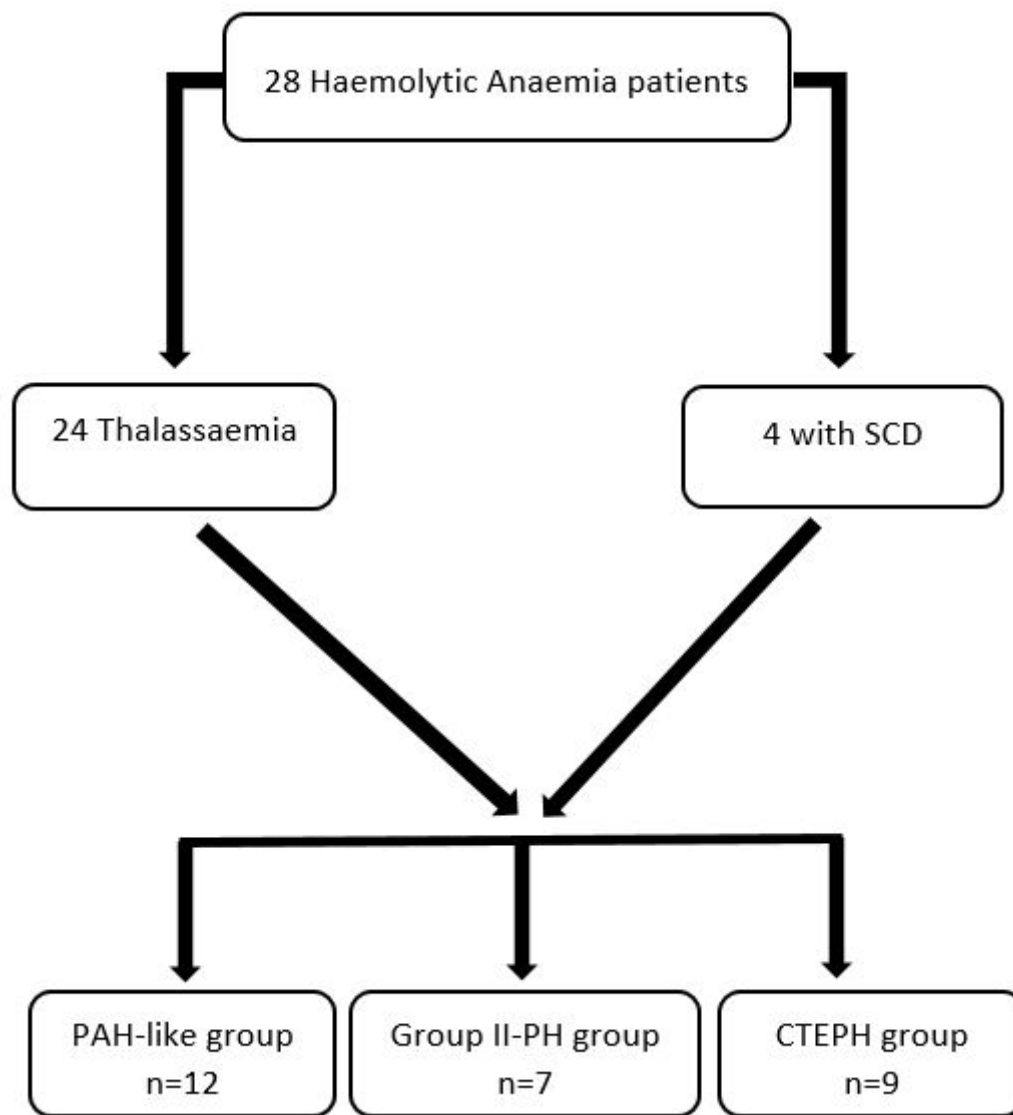 28 Haemolytic Anaemia patients
24 Thalassaemia
4 with SCD
PAH-like group
n=12
Group II-PH group
n=7
CTEPH group
n=9